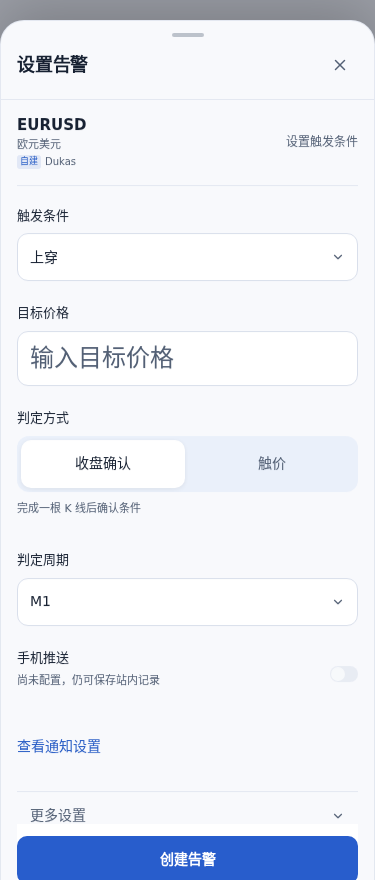 设置告警
EURUSD
欧元美元
自建 Dukas
设置触发条件
触发条件
上穿
目标价格
输入目标价格
判定方式
收盘确认
触价
完成一根 K 线后确认条件
判定周期
M1
手机推送
尚未配置，仍可保存站内记录
查看通知设置
更多设置
创建告警